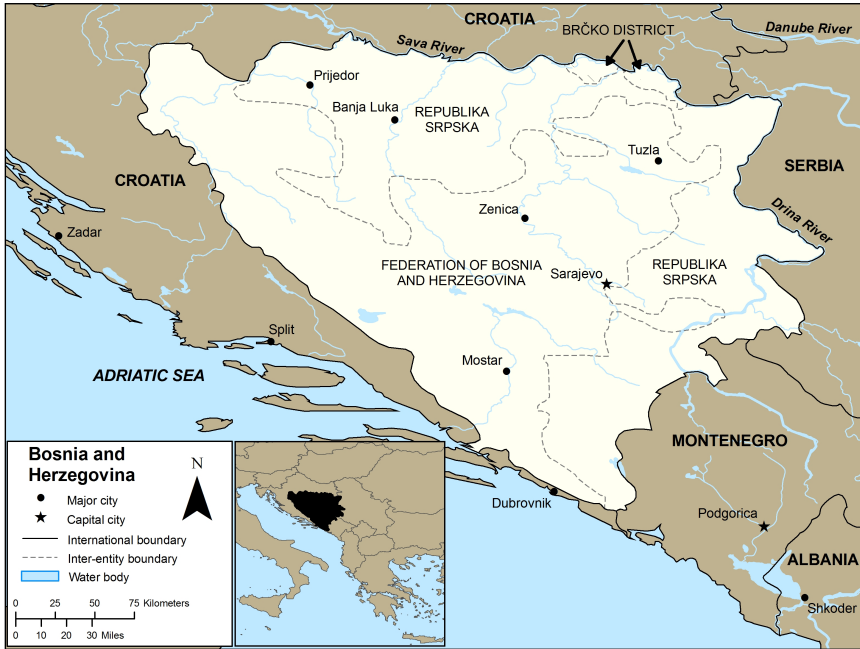 CROATIA
BRČKO DISTRICT
Danube River
Sava River
Prijedor
Banja Luka
REPUBLIKA
SRPSKA
Tuzla
SERBIA
CROATIA
Zenica
Drina River
Zadar
FEDERATION OF BOSNIA
AND HERZEGOVINA
Sarajevo
REPUBLIKA
SRPSKA
Split
Mostar
ADRIATIC SEA
MONTENEGRO
Dubrovnik
Podgorica
ALBANIA
Shkoder
Bosnia and
Herzegovina
N
Major city
Capital city
International boundary
Inter-entity boundary
Water body
0 25 50 75 Kilometers
0 10 20 30 Miles